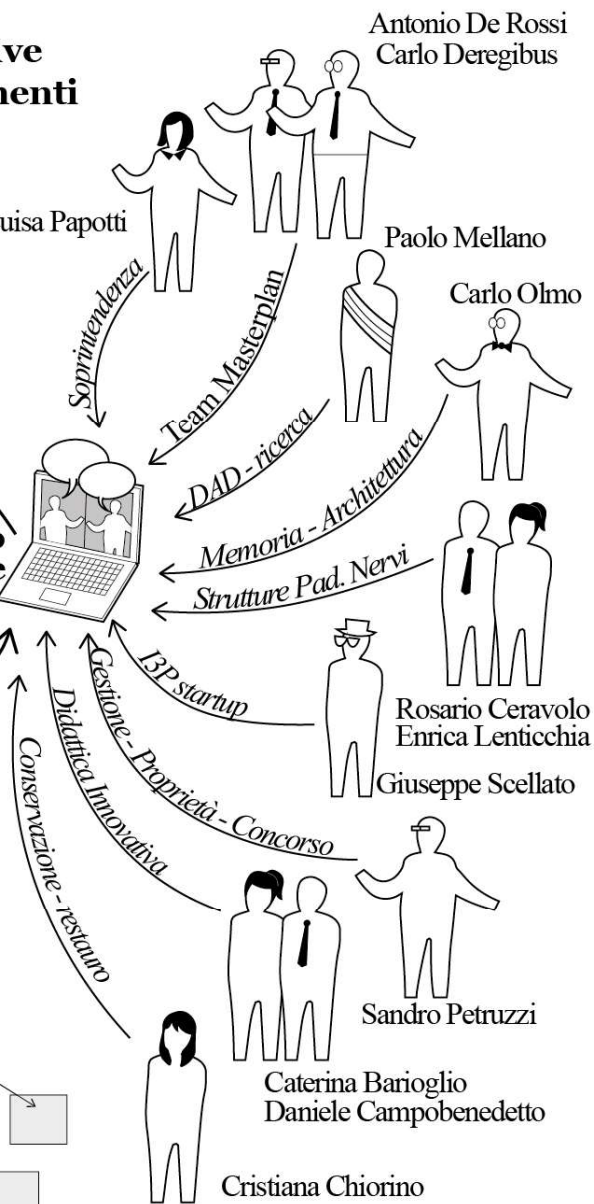 Antonio De Rossi
Carlo Deregibus
uisa Papotti
Paolo Mellano
Carlo Olmo
Soprintendenza
Team Masterplan
DAD - ricerca
Memoria - Architettura
Strutture Pad. Nervi
I3P startup
Rosario Ceravolo
Enrica Lenticchia
Giuseppe Scellato
Gestione - Proprietà - Concorso
Didattica Innovativa
Conservazione - restauro
Sandro Petruzzi
Caterina Barioglio
Daniele Campobenedetto
Cristiana Chiorino